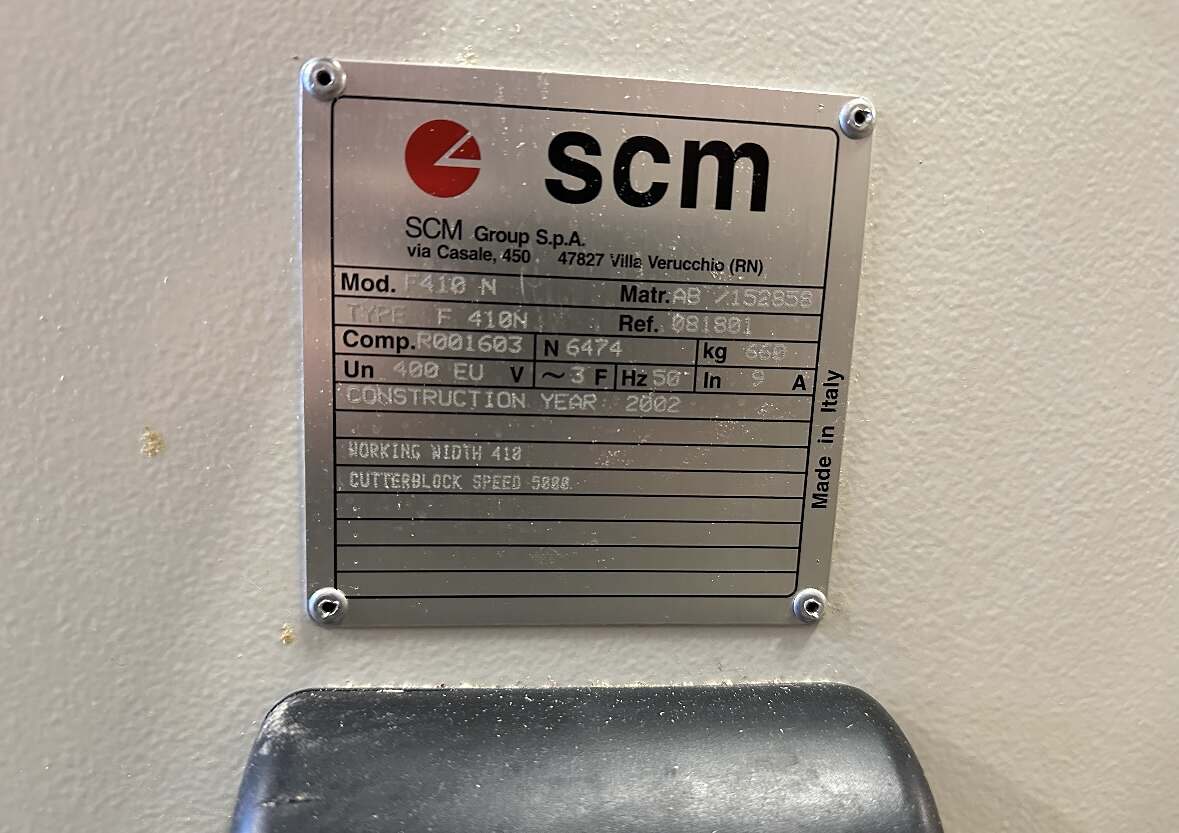 scm
SCM Group S.p.A.
via Casale, 450 47827 Villa Verucchio (RN)
Mod. F410 N Matr. AB /152858
TYPE F 410N Ref. 081801
Comp. R001603 N 6474 kg 660
Un 400 EU V ~ 3 F Hz 50 In 9 A
CONSTRUCTION YEAR 2002
WORKING WIDTH 410
CUTTERBLOCK SPEED 5000
Made in Italy